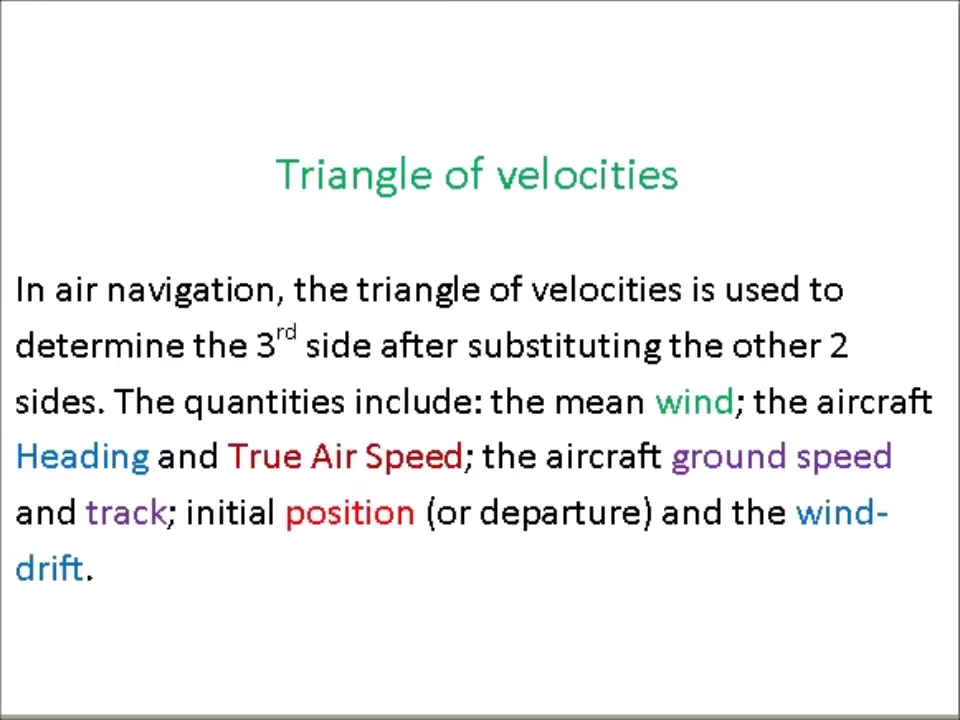 Triangle of velocities
In air navigation, the triangle of velocities is used to
determine the 3rd side after substituting the other 2
sides. The quantities include: the mean wind; the aircraft
Heading and True Air Speed; the aircraft ground speed
and track; initial position (or departure) and the wind-
drift.